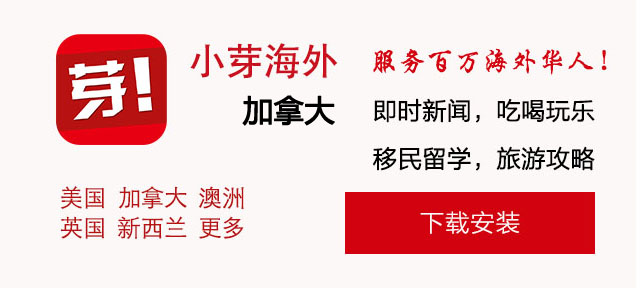 芽!
小芽海外
加拿大
服务百万海外华人!
即时新闻，吃喝玩乐
移民留学，旅游攻略
美国 加拿大 澳洲
英国 新西兰 更多
下载安装